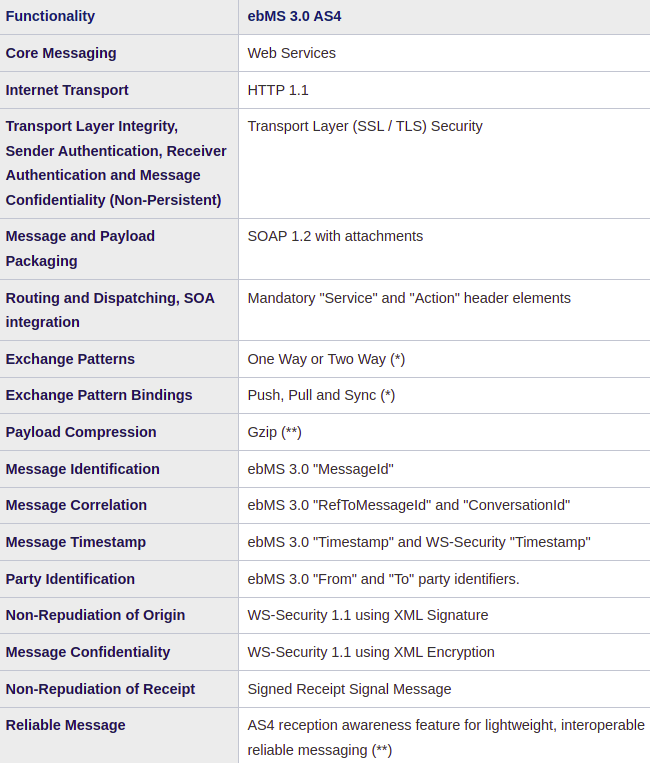 Functionality ebMS 3.0 AS4
Core Messaging Web Services
Internet Transport HTTP 1.1
Transport Layer Integrity, Transport Layer (SSL / TLS) Security
Sender Authentication, Receiver
Authentication and Message
Confidentiality (Non-Persistent)
Message and Payload SOAP 1.2 with attachments
Packaging
Routing and Dispatching, SOA Mandatory "Service" and "Action" header elements
integration
Exchange Patterns One Way or Two Way (*)
Exchange Pattern Bindings Push, Pull and Sync (*)
Payload Compression Gzip (**)
Message Identification ebMS 3.0 "MessageId"
Message Correlation ebMS 3.0 "RefToMessageId" and "ConversationId"
Message Timestamp ebMS 3.0 "Timestamp" and WS-Security "Timestamp"
Party Identification ebMS 3.0 "From" and "To" party identifiers.
Non-Repudiation of Origin WS-Security 1.1 using XML Signature
Message Confidentiality WS-Security 1.1 using XML Encryption
Non-Repudiation of Receipt Signed Receipt Signal Message
Reliable Message AS4 reception awareness feature for lightweight, interoperable
reliable messaging (**)